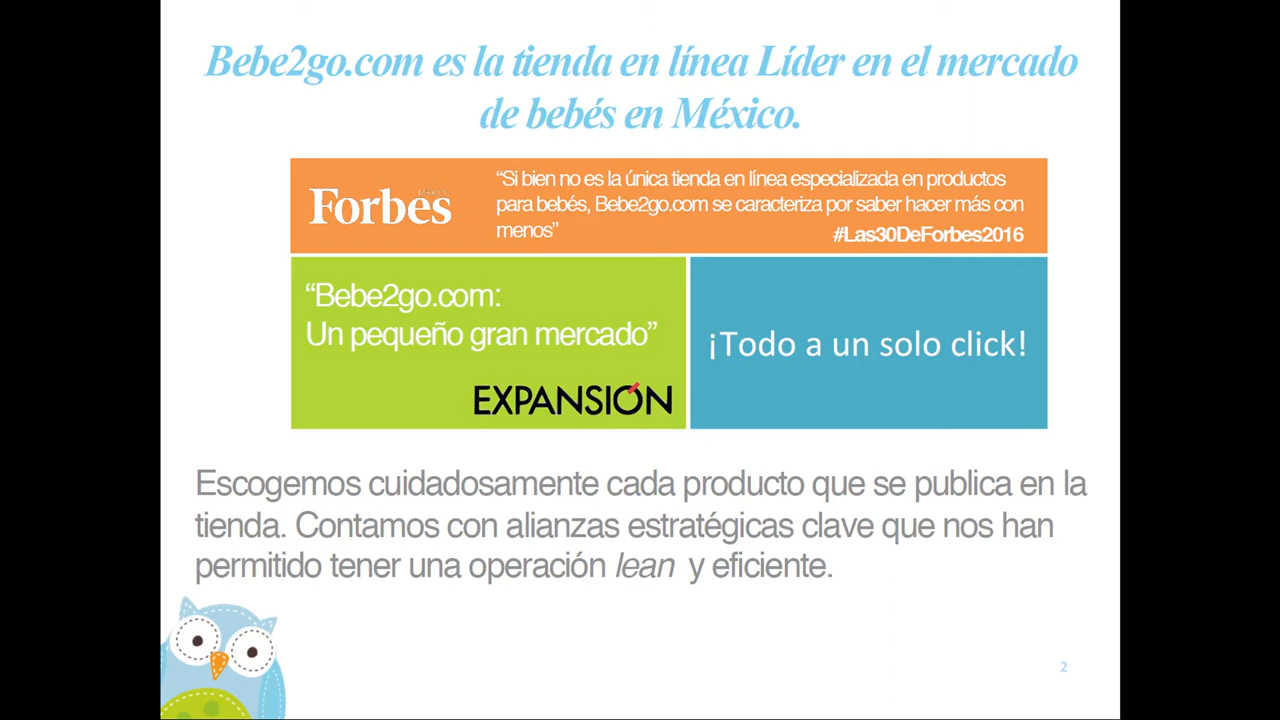 Bebe2go.com es la tienda en línea Líder en el mercado
de bebés en México.
Forbes
“Si bien no es la única tienda en línea especializada en productos
para bebés, Bebe2go.com se caracteriza por saber hacer más con
menos”
#Las30DeForbes2016
“Bebe2go.com:
Un pequeño gran mercado”
EXPANSIÓN
¡Todo a un solo click!
Escogemos cuidadosamente cada producto que se publica en la
tienda. Contamos con alianzas estratégicas clave que nos han
permitido tener una operación lean y eficiente.
2